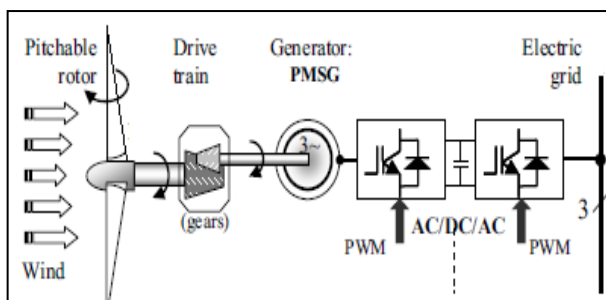 Pitchable
rotor
Drive
train
Generator:
PMSG
Electric
grid
3~
(gears)
Wind
PWM
AC/DC/AC
PWM
3